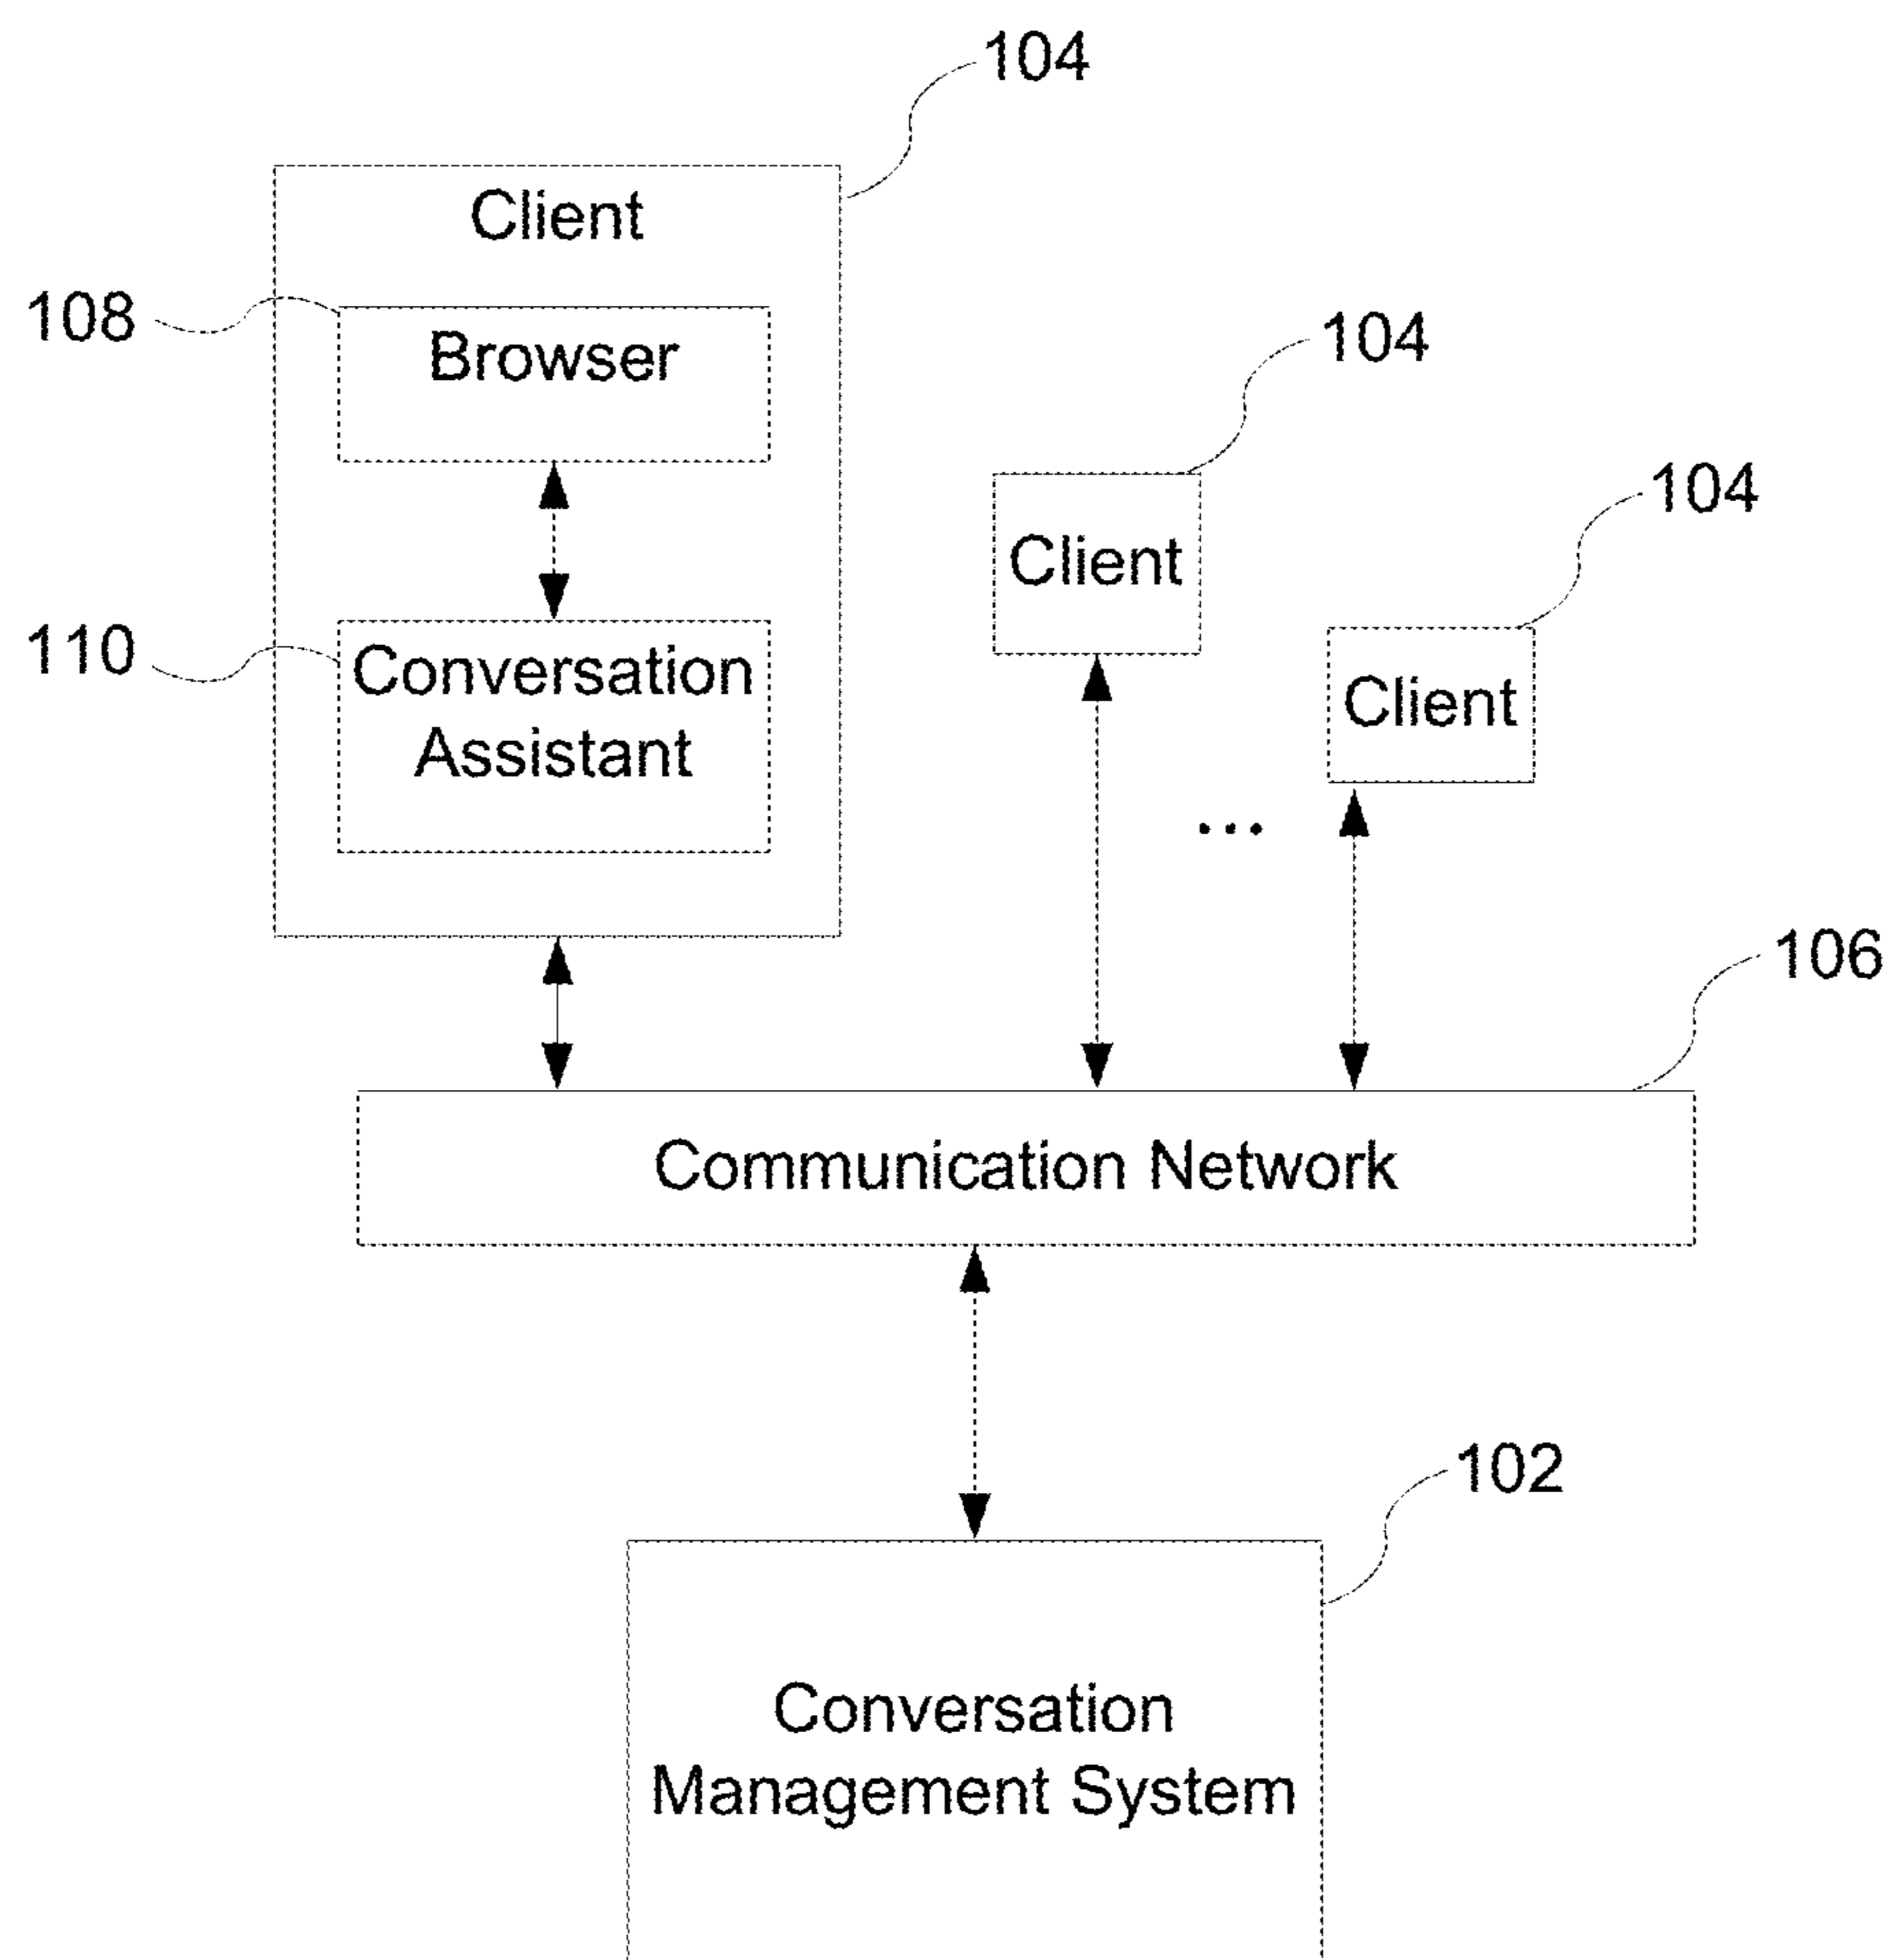 104
Client
108
Browser
104
104
Client
110
Conversation
Assistant
Client
...
106
Communication Network
102
Conversation
Management System